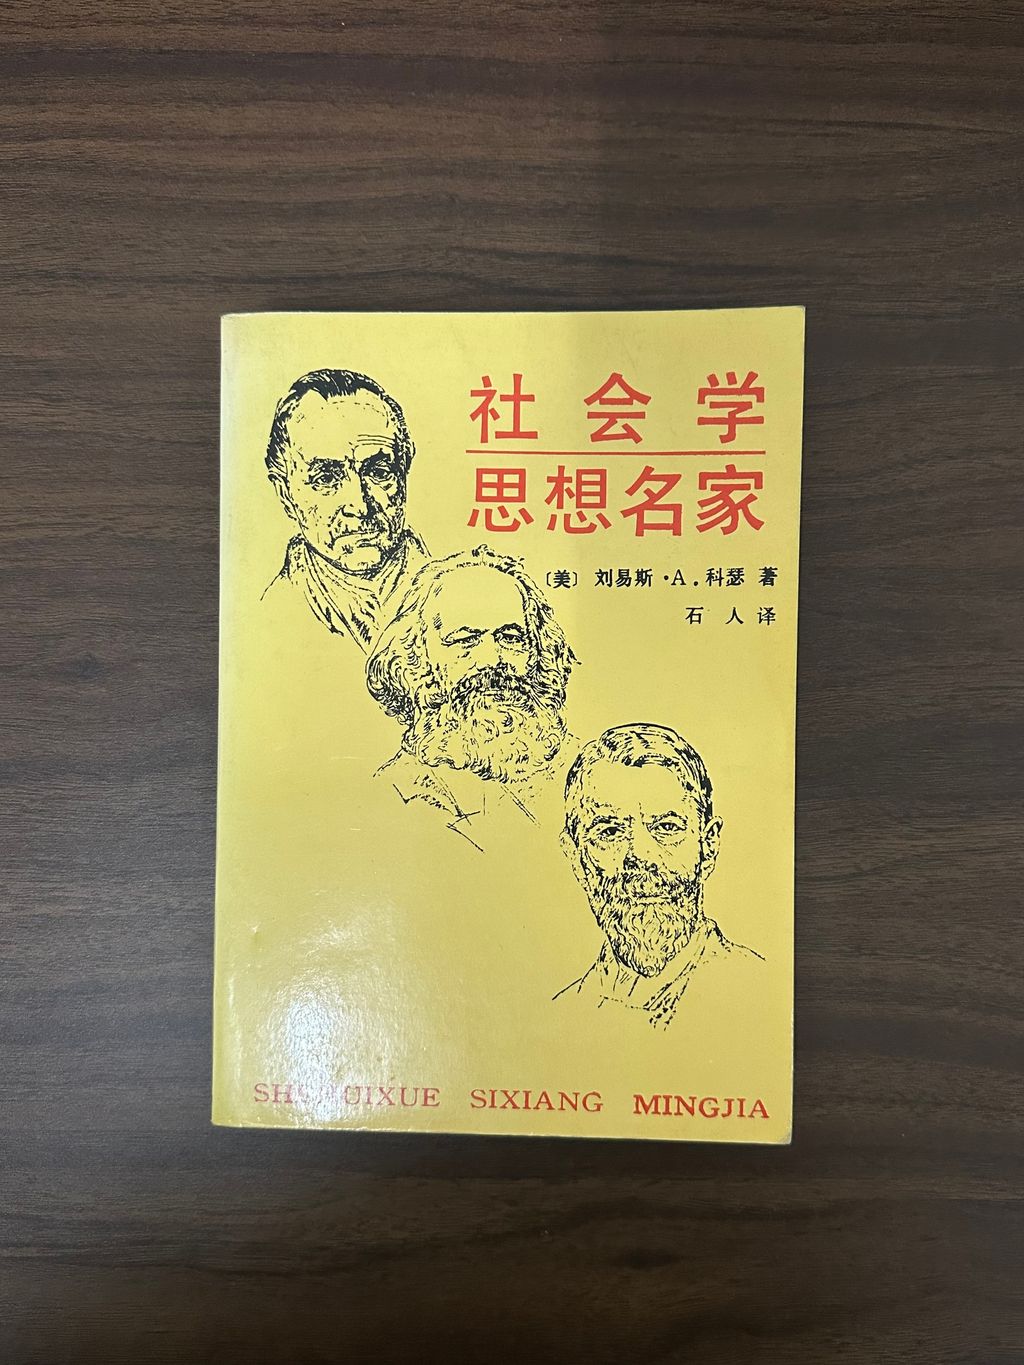 社会学
思想名家
〔美〕 刘易斯·A.科瑟 著
石 人 译
SHEHUIXUE SIXIANG MINGJIA